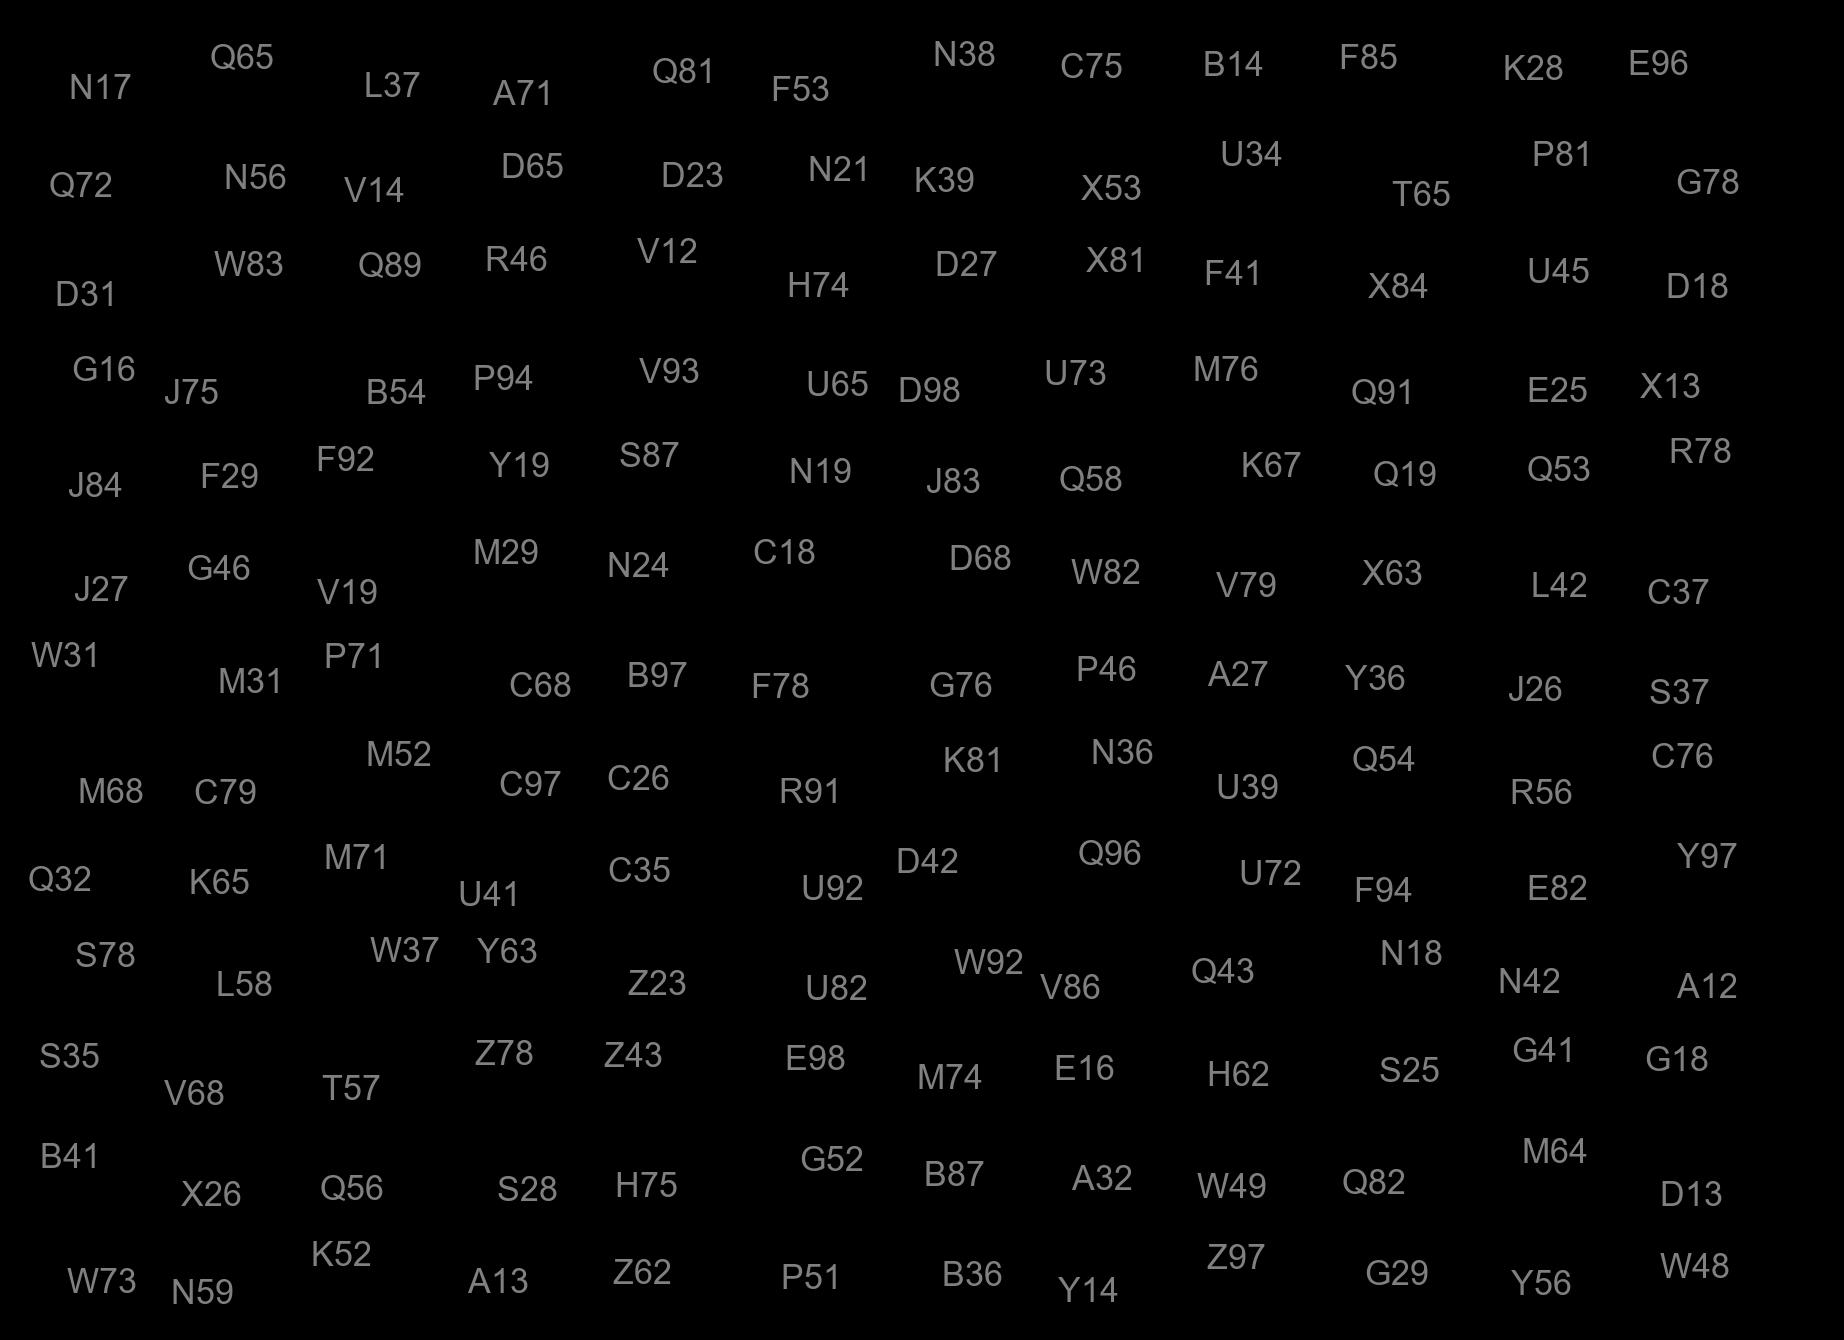 N17 Q65 L37 A71 Q81 F53 N38 C75 B14 F85 K28 E96
Q72 N56 V14 D65 D23 N21 K39 X53 U34 T65 P81 G78
D31 W83 Q89 R46 V12 H74 D27 X81 F41 X84 U45 D18
G16 J75 B54 P94 V93 U65 D98 U73 M76 Q91 E25 X13
J84 F29 F92 Y19 S87 N19 J83 Q58 K67 Q19 Q53 R78
J27 G46 V19 M29 N24 C18 D68 W82 V79 X63 L42 C37
W31 M31 P71 C68 B97 F78 G76 P46 A27 Y36 J26 S37
M68 C79 M52 C97 C26 R91 K81 N36 U39 Q54 R56 C76
Q32 K65 M71 U41 C35 U92 D42 Q96 U72 F94 E82 Y97
S78 L58 W37 Y63 Z23 U82 W92 V86 Q43 N18 N42 A12
S35 V68 T57 Z78 Z43 E98 M74 E16 H62 S25 G41 G18
B41 X26 Q56 S28 H75 G52 B87 A32 W49 Q82 M64 D13
W73 N59 K52 A13 Z62 P51 B36 Y14 Z97 G29 Y56 W48